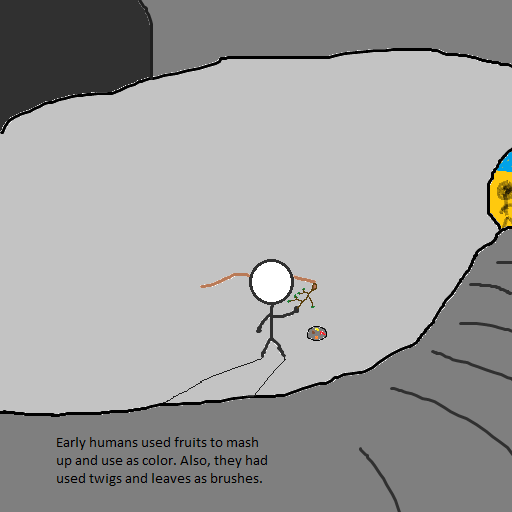 Early humans used fruits to mash
up and use as color. Also, they had
used twigs and leaves as brushes.